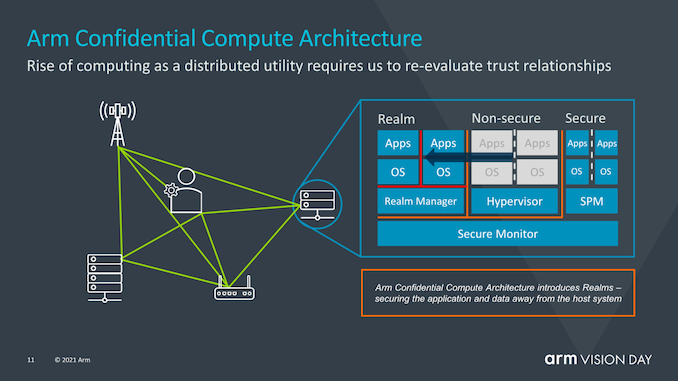 Arm Confidential Compute Architecture
Rise of computing as a distributed utility requires us to re-evaluate trust relationships
Realm Non-secure Secure
Apps Apps Apps Apps Apps Apps
OS OS OS OS OS OS
Realm Manager Hypervisor SPM
Secure Monitor
Arm Confidential Compute Architecture introduces Realms –
securing the application and data away from the host system
11 © 2021 Arm arm VISION DAY